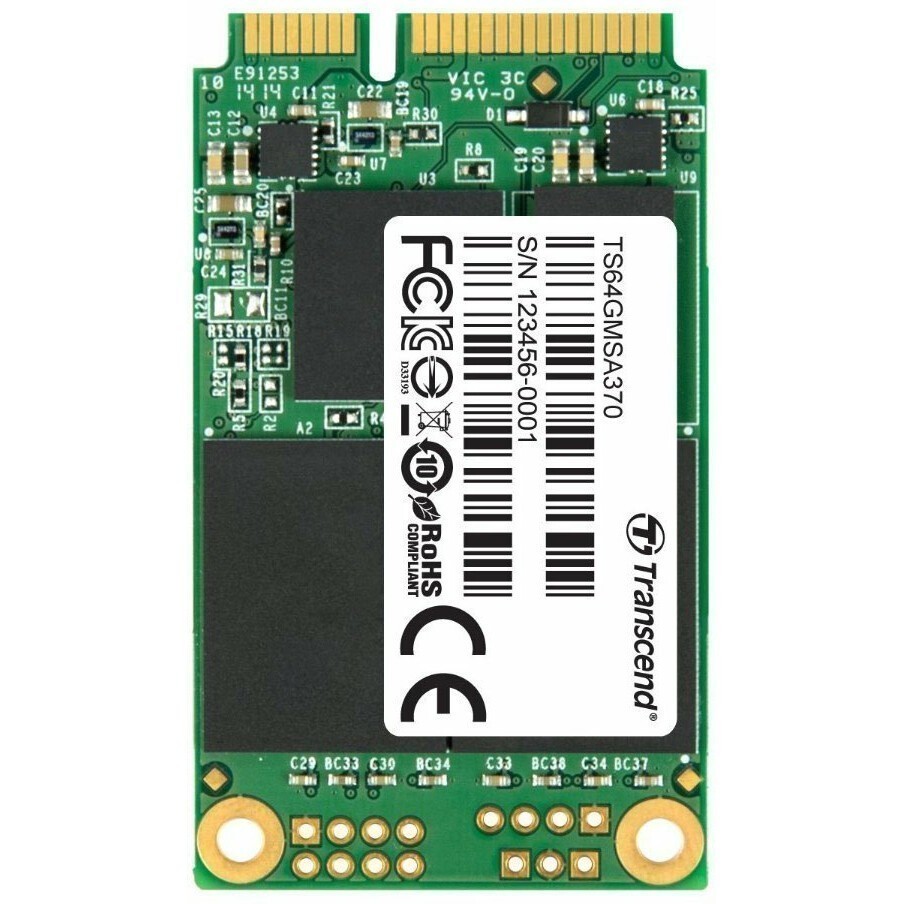 E91253
10
1414
VIC 3C
94V-0
C11
R21
C22
BC19
D1
U6
C18
R25
C13
C12
U4
U7
R30
C23
R8
U3
C19
C20
U9
C25
BC20
U8
C24
R31
R10
BC11
R29
R15
R18
R19
R20
R5
R2
A2
TS64GMSA370
S/N 123456-0001
FC
D33193
10
RoHS
COMPLIANT
CE
Transcend®
C29
BC33
C30
BC34
C33
BC38
C34
BC37